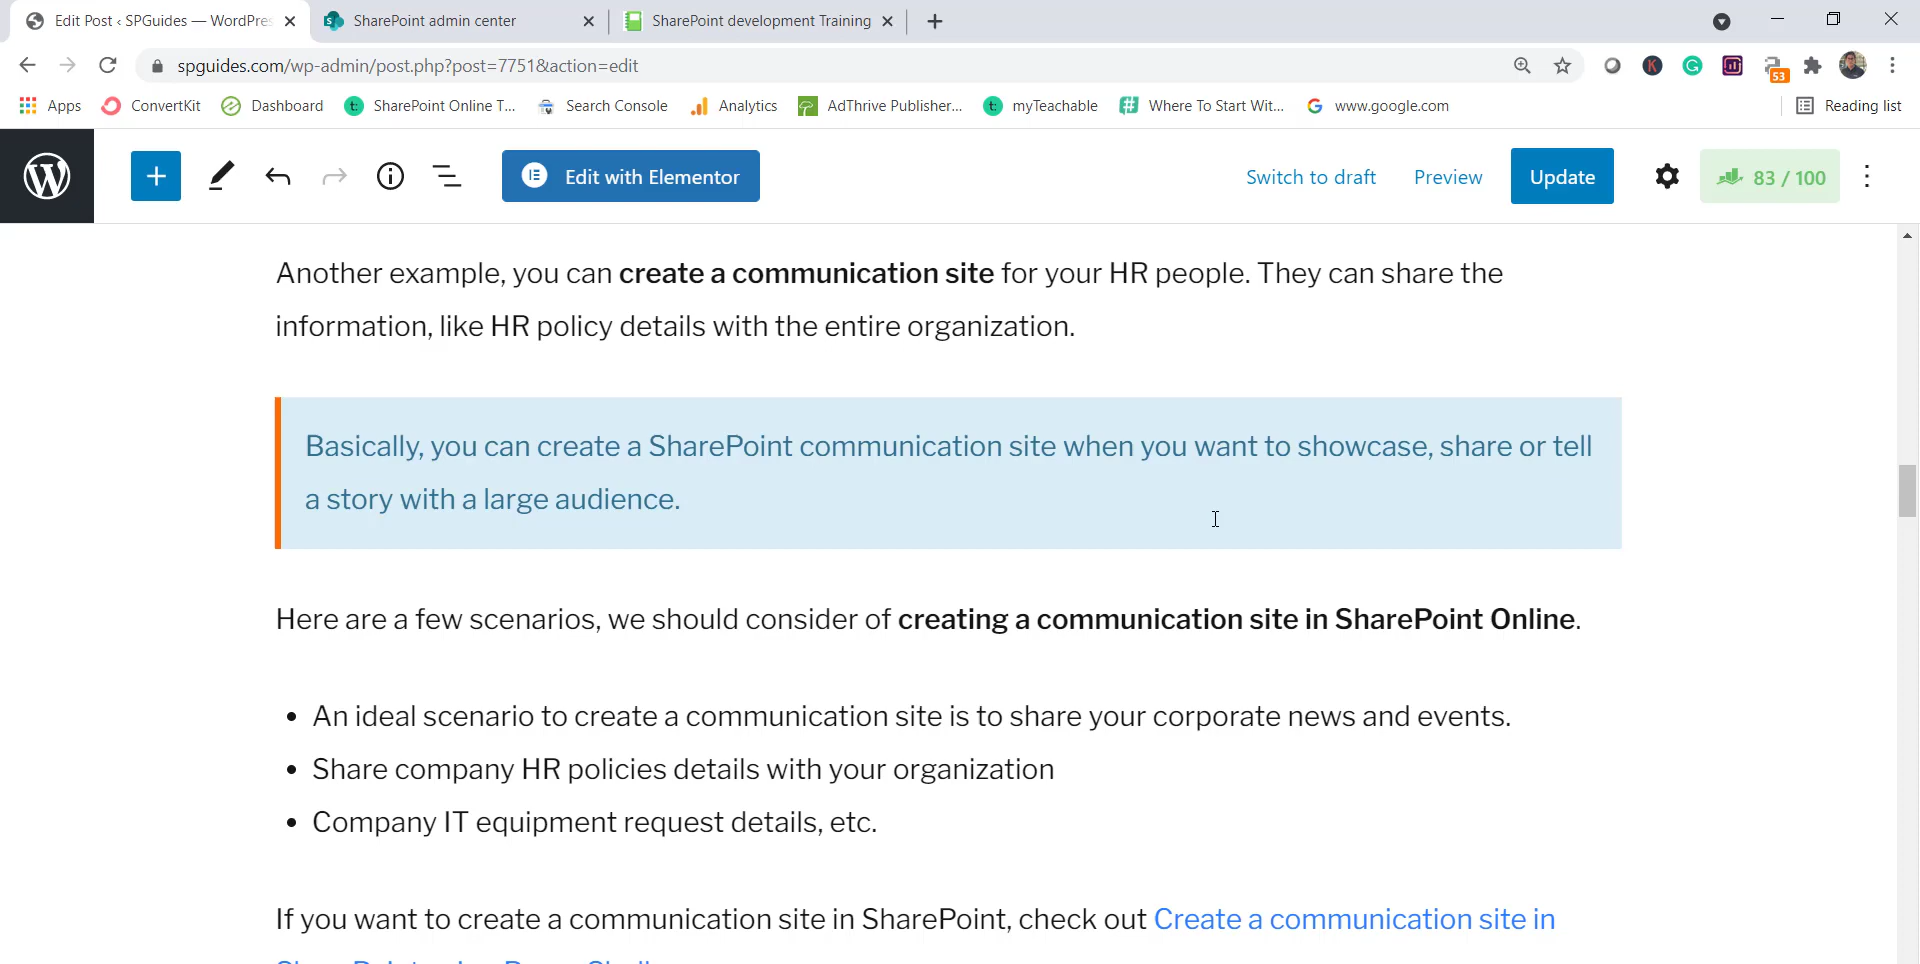 Edit Post ‹ SPGuides — WordPre
SharePoint admin center
SharePoint development Training
spguides.com/wp-admin/post.php?post=7751&action=edit
53
Apps
ConvertKit
Dashboard
SharePoint Online T...
Search Console
Analytics
AdThrive Publisher...
myTeachable
Where To Start Wit...
www.google.com
Reading list
Edit with Elementor
Switch to draft
Preview
Update
83 / 100
Another example, you can create a communication site for your HR people. They can share the
information, like HR policy details with the entire organization.
Basically, you can create a SharePoint communication site when you want to showcase, share or tell
a story with a large audience.
Here are a few scenarios, we should consider of creating a communication site in SharePoint Online.
• An ideal scenario to create a communication site is to share your corporate news and events.
• Share company HR policies details with your organization
• Company IT equipment request details, etc.
If you want to create a communication site in SharePoint, check out Create a communication site in